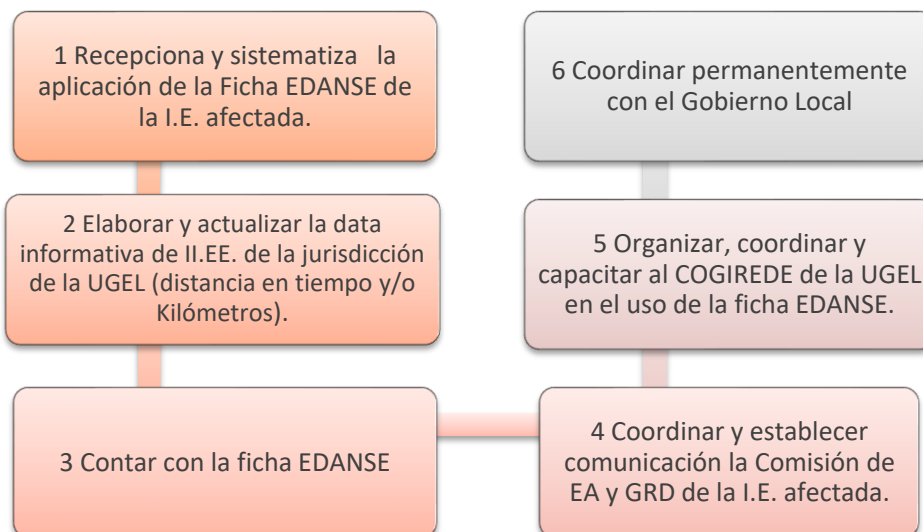 1 Recepciona y sistematiza la
aplicación de la Ficha EDANSE de
la I.E. afectada.
2 Elaborar y actualizar la data
informativa de II.EE. de la jurisdicción
de la UGEL (distancia en tiempo y/o
Kilómetros).
3 Contar con la ficha EDANSE
4 Coordinar y establecer
comunicación la Comisión de
EA y GRD de la I.E. afectada.
5 Organizar, coordinar y
capacitar al COGIREDE de la UGEL
en el uso de la ficha EDANSE.
6 Coordinar permanentemente
con el Gobierno Local